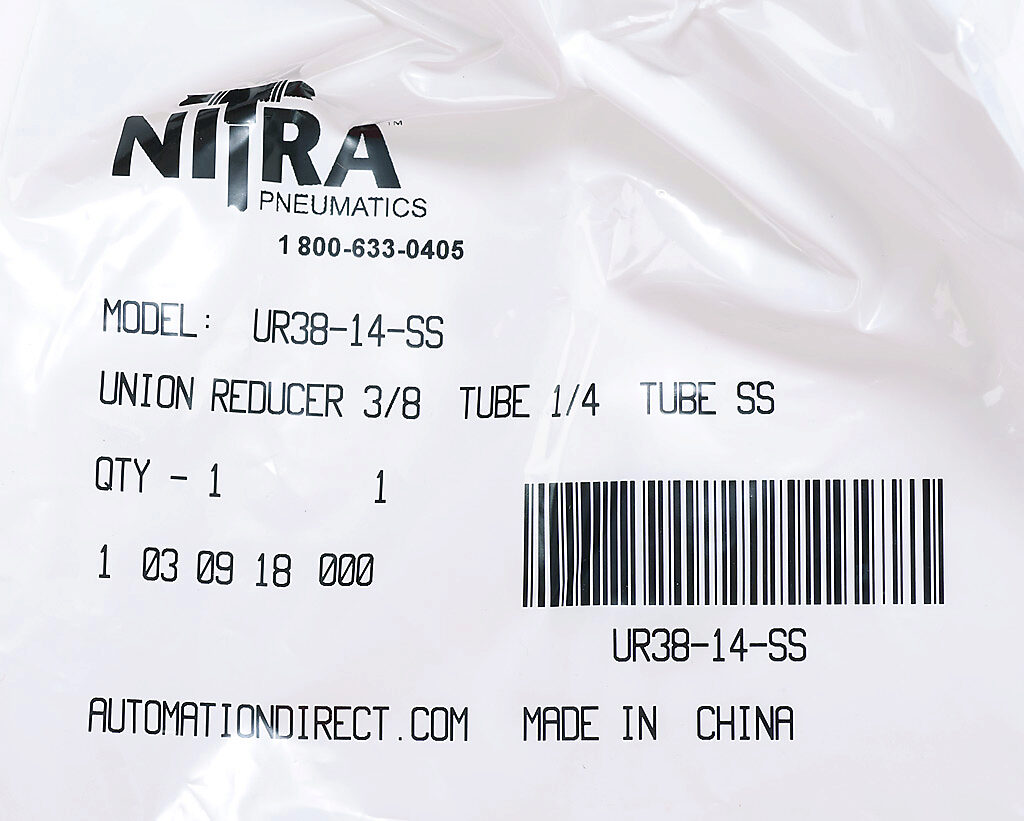 NITRA™
PNEUMATICS
1 800-633-0405
MODEL: UR38-14-SS
UNION REDUCER 3/8 TUBE 1/4 TUBE SS
QTY - 1 1
1 03 09 18 000
UR38-14-SS
AUTOMATIONDIRECT.COM MADE IN CHINA